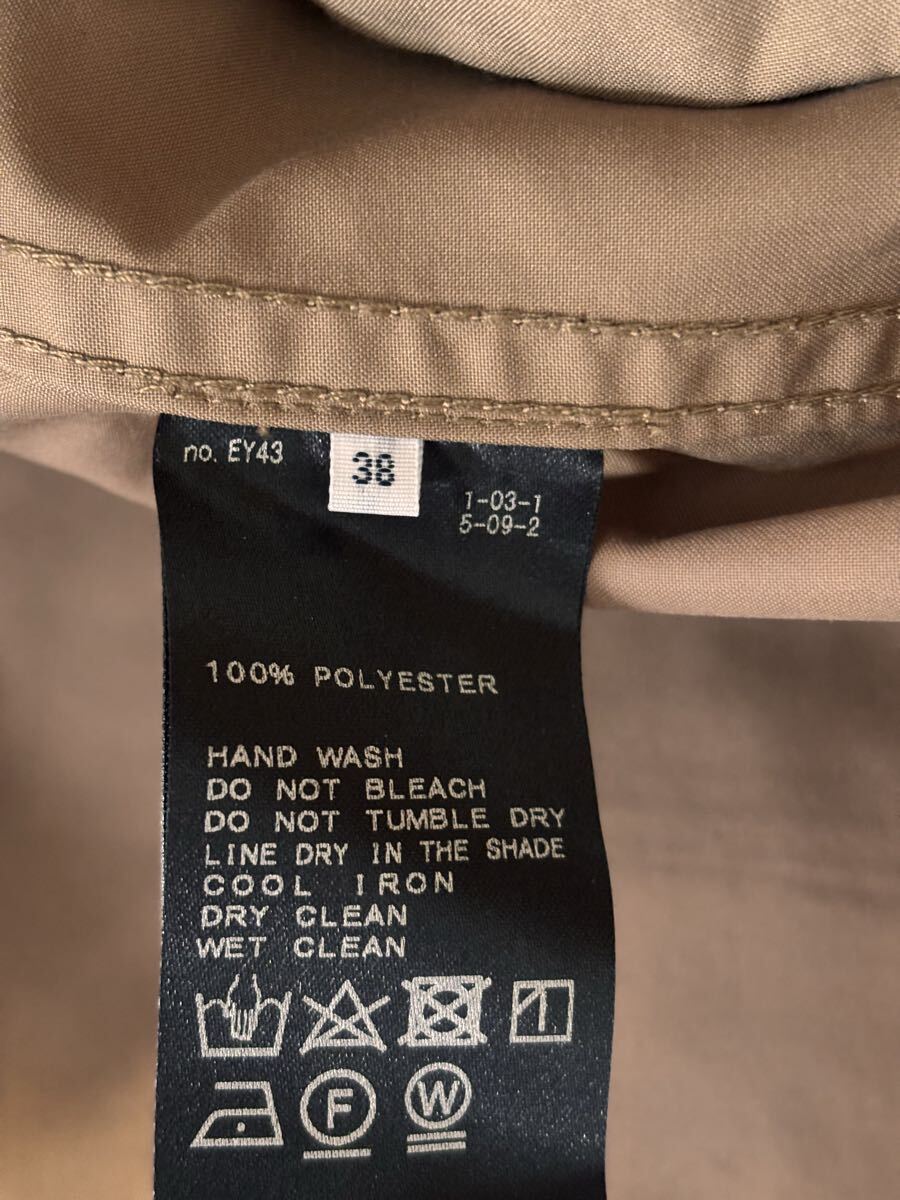 no. EY43
38
1-03-1
5-09-2
100% POLYESTER
HAND WASH
DO NOT BLEACH
DO NOT TUMBLE DRY
LINE DRY IN THE SHADE
COOL IRON
DRY CLEAN
WET CLEAN
F
W